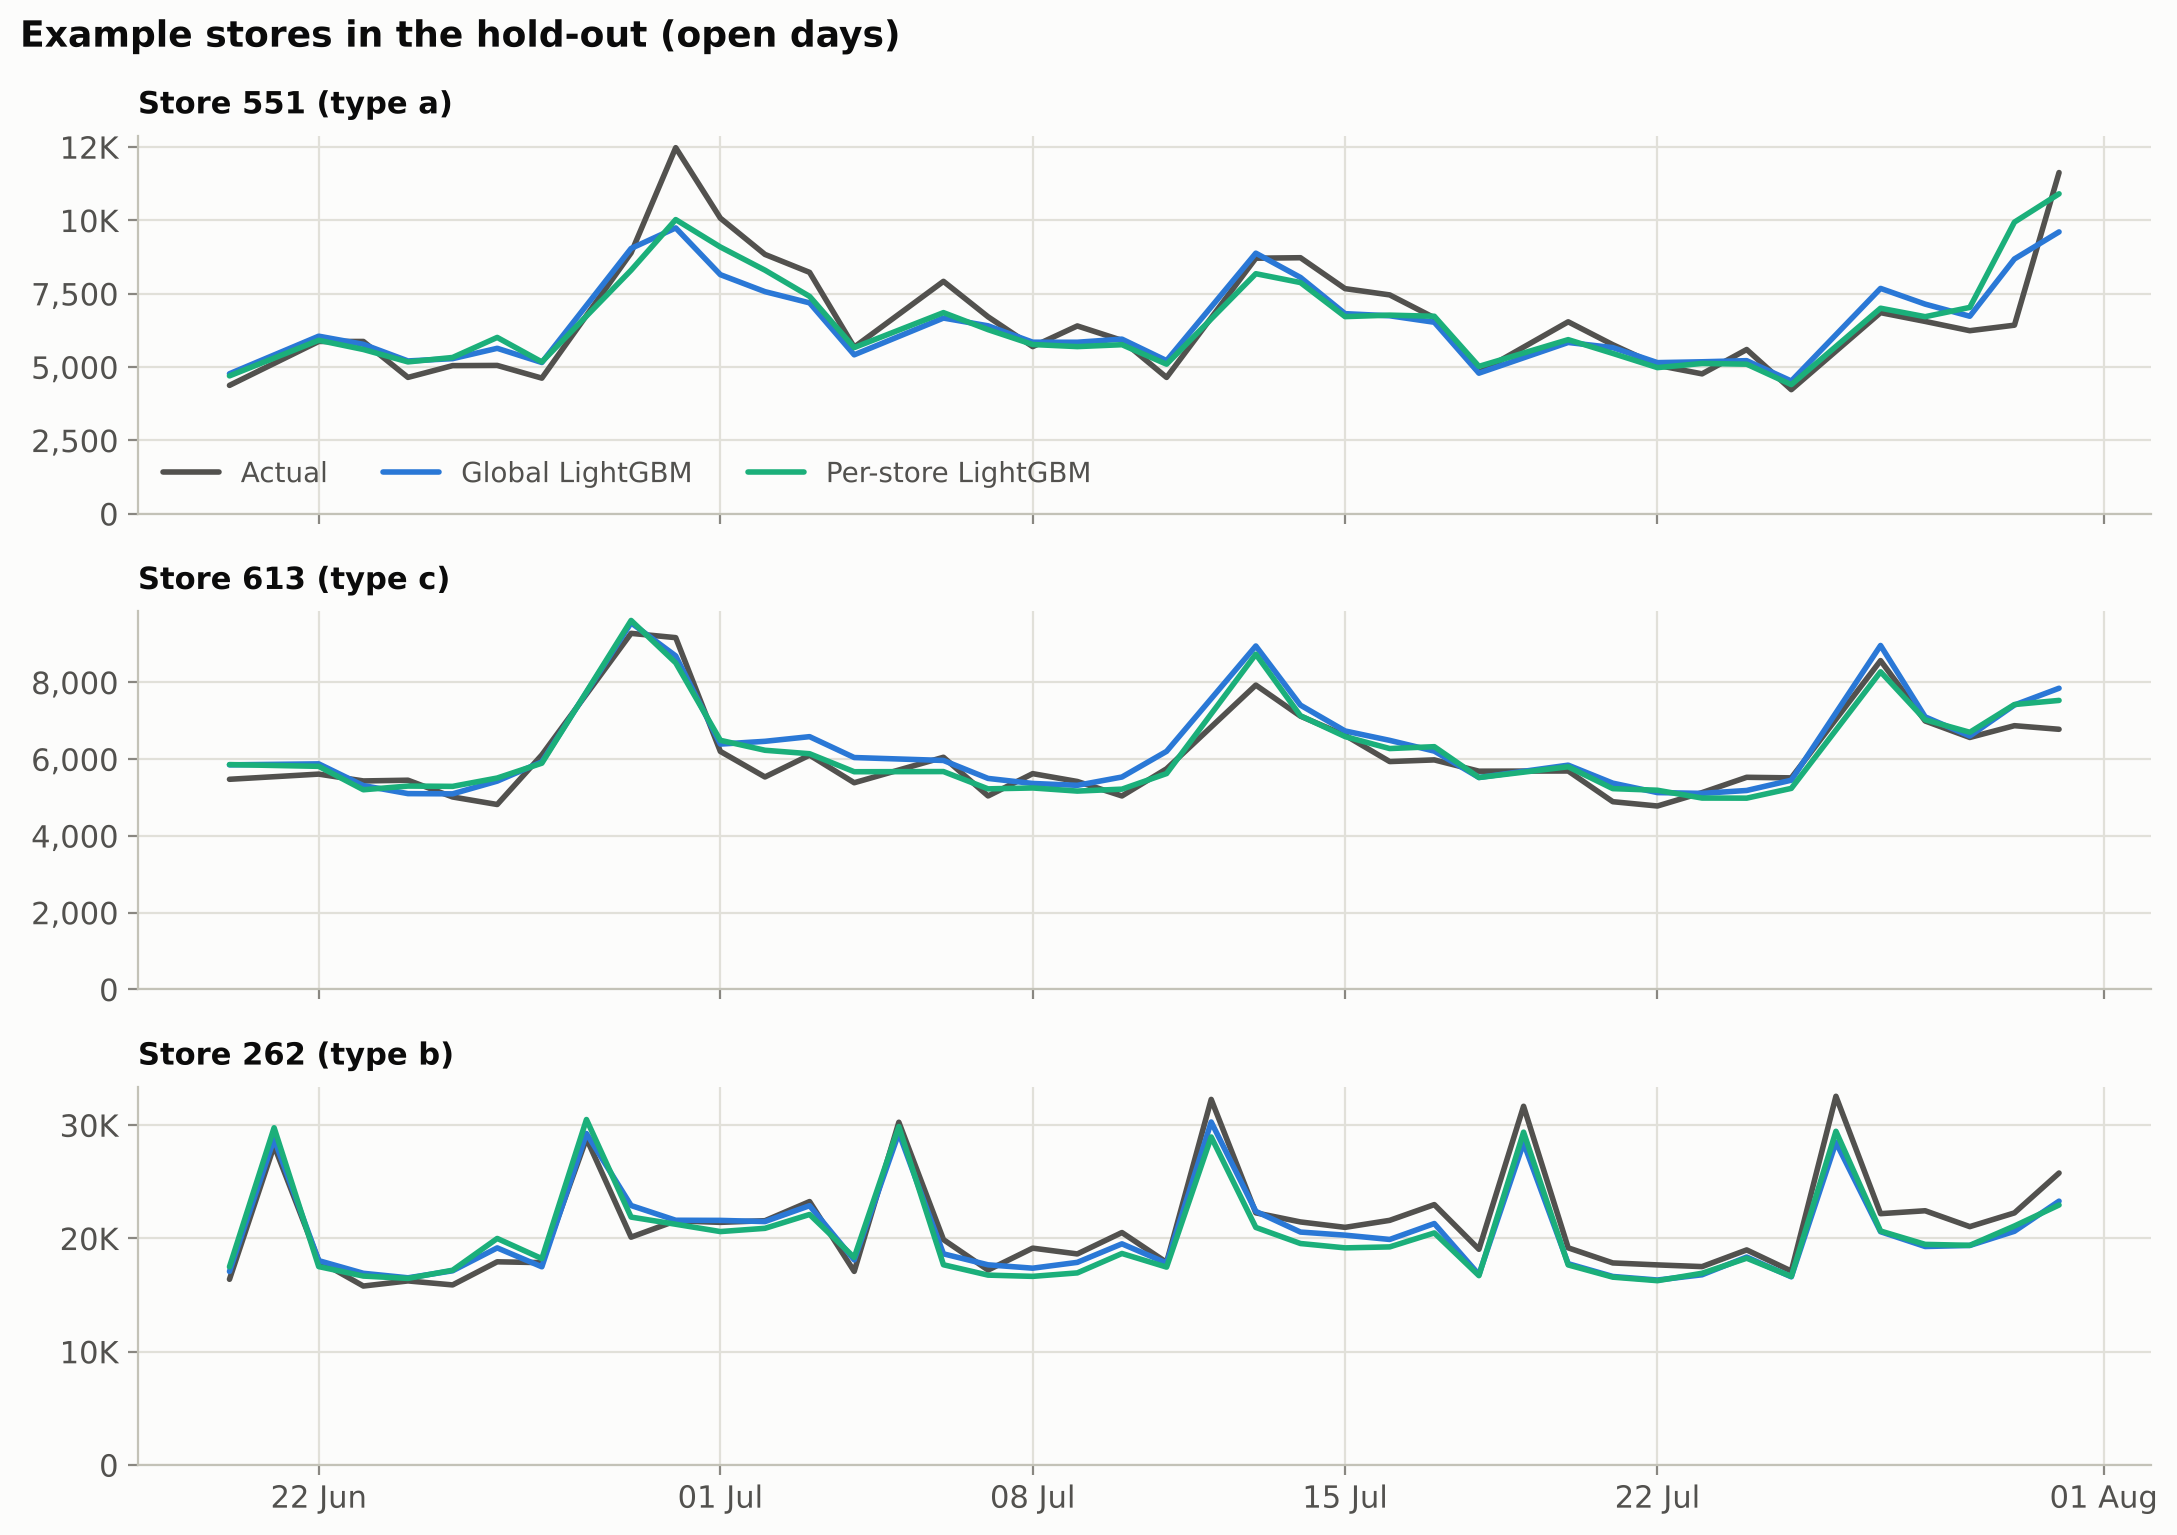 Example stores in the hold-out (open days)
Store 551 (type a)
12K
10K
7,500
5,000
2,500
0
Actual Global LightGBM Per-store LightGBM
Store 613 (type c)
8,000
6,000
4,000
2,000
0
Store 262 (type b)
30K
20K
10K
0
22 Jun 01 Jul 08 Jul 15 Jul 22 Jul 01 Aug